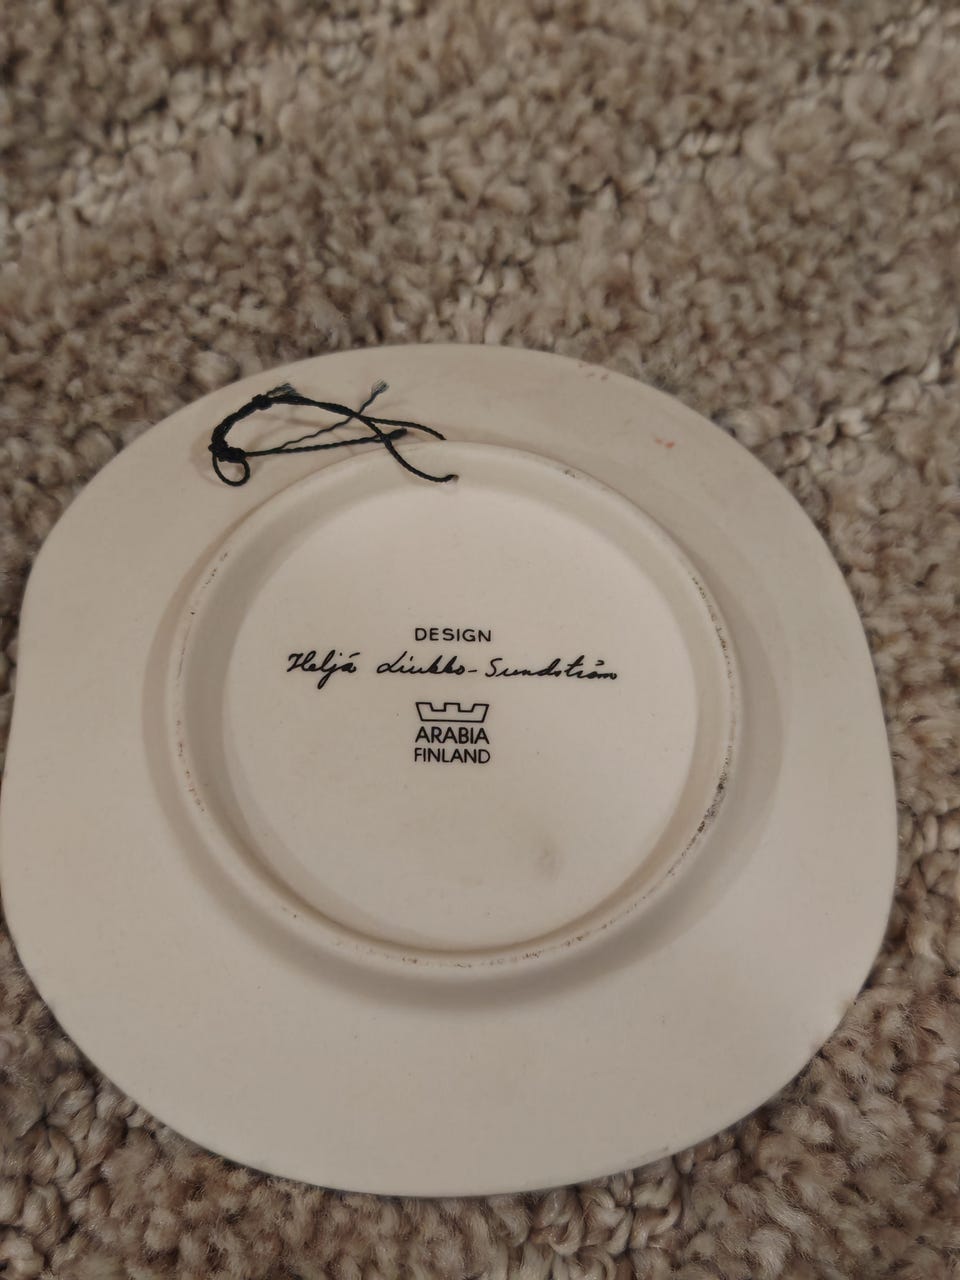 DESIGN
Heljä Liukko-Sundström
ARABIA
FINLAND